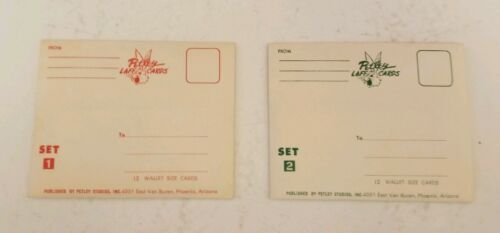 FROM
Petley
LAFF CARDS
To
SET
1
12 WALLET SIZE CARDS
PUBLISHED BY PETLEY STUDIOS, INC. 4051 East Van Buren, Phoenix, Arizona
FROM
Petley
LAFF CARDS
To
SET
2
12 WALLET SIZE CARDS
PUBLISHED BY PETLEY STUDIOS, INC. 4051 East Van Buren, Phoenix, Arizona